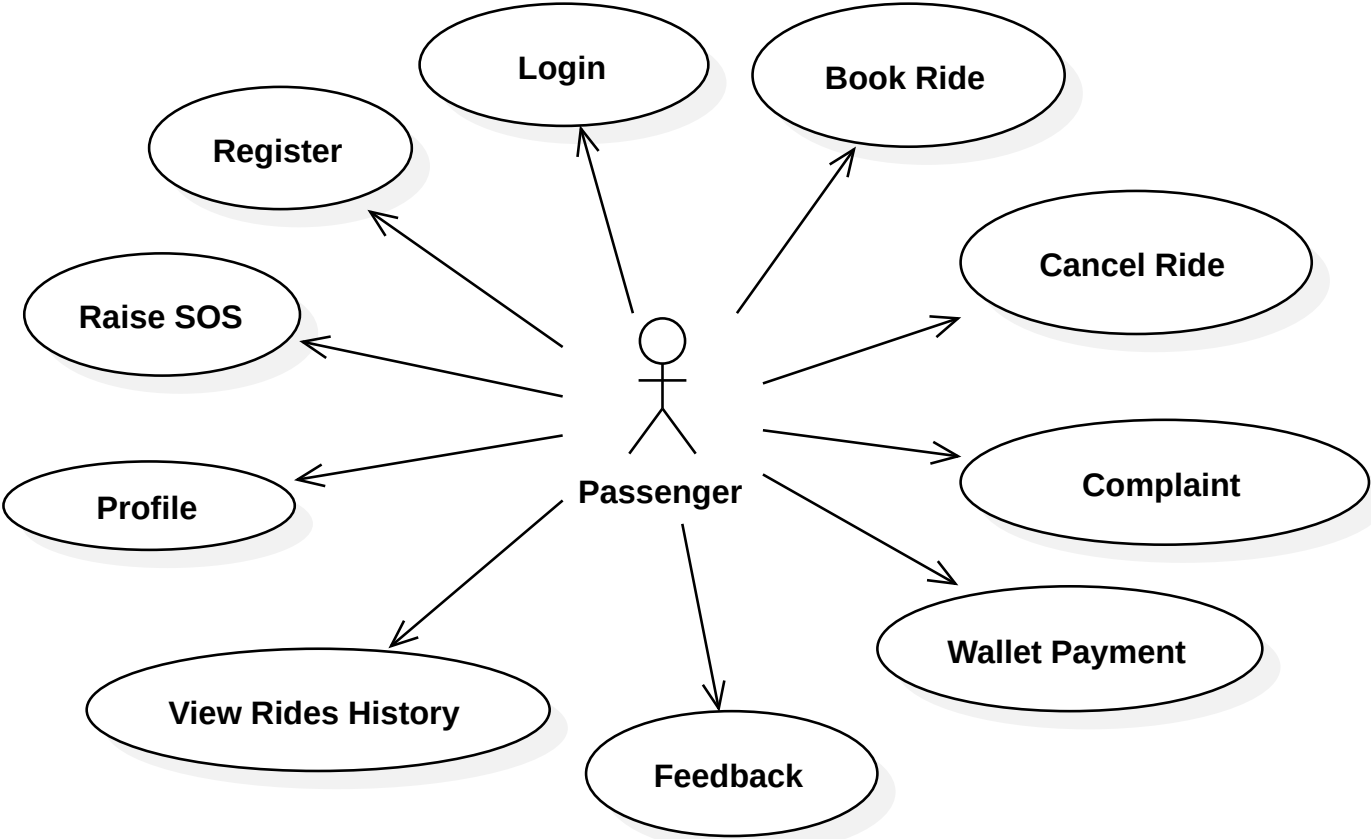 Login
Book Ride
Register
Cancel Ride
Raise SOS
Complaint
Passenger
Profile
Wallet Payment
View Rides History
Feedback